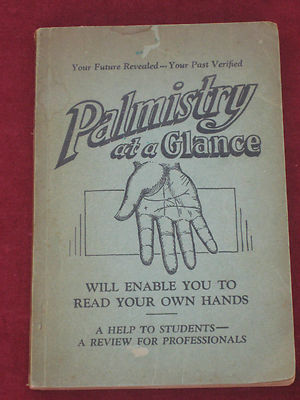 Your Future Revealed — Your Past Verified
Palmistry
at a Glance
WILL ENABLE YOU TO
READ YOUR OWN HANDS
A HELP TO STUDENTS—
A REVIEW FOR PROFESSIONALS